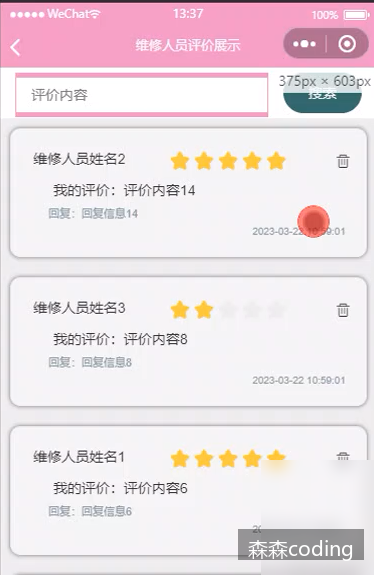 ●●●●● WeChat
13:37
100%
维修人员评价展示
375px × 603px
评价内容
搜索
维修人员姓名2
我的评价：评价内容14
回复：回复信息14
2023-03-22 10:59:01
维修人员姓名3
我的评价：评价内容8
回复：回复信息8
2023-03-22 10:59:01
维修人员姓名1
我的评价：评价内容6
回复：回复信息6
森森coding